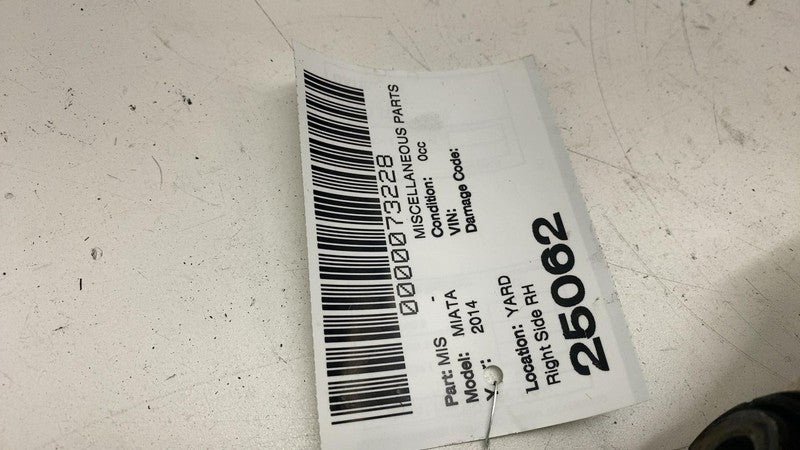 0000073228
MISCELLANEOUS PARTS
Part: MIS -
Condition: 0cc
Model: MIATA
VIN:
2014
Damage Code:
Location: YARD
Right Side RH
25062